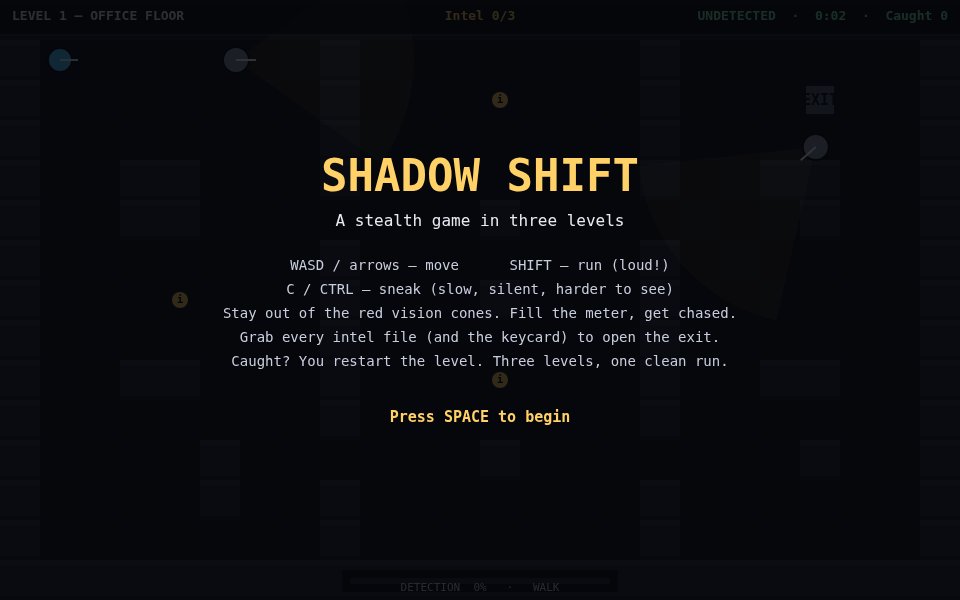 LEVEL 1 — OFFICE FLOOR
Intel 0/3
UNDETECTED · 0:02 · Caught 0
i
EXIT
SHADOW SHIFT
A stealth game in three levels
WASD / arrows — move SHIFT — run (loud!)
C / CTRL — sneak (slow, silent, harder to see)
i
Stay out of the red vision cones. Fill the meter, get chased.
Grab every intel file (and the keycard) to open the exit.
Caught? You restart the level. Three levels, one clean run.
i
Press SPACE to begin
DETECTION 0% · WALK